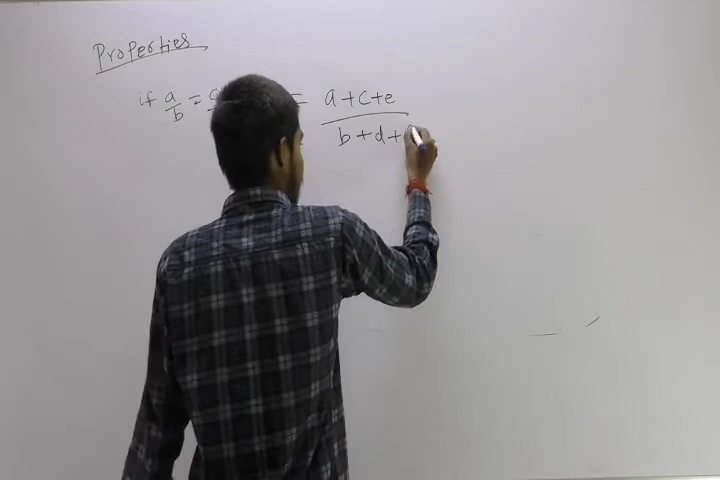 Properties
if a/b = = a+c+e/b+d+